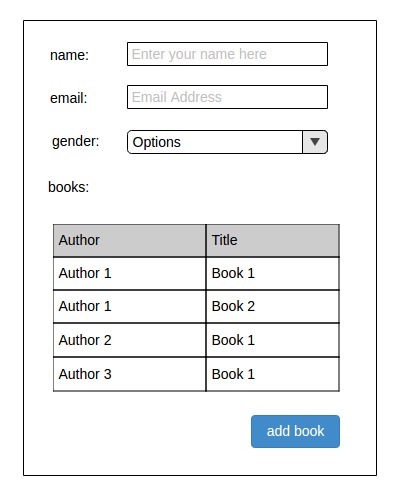 name: Enter your name here
email: Email Address
gender: Options
books:
Author Title
Author 1 Book 1
Author 1 Book 2
Author 2 Book 1
Author 3 Book 1
add book